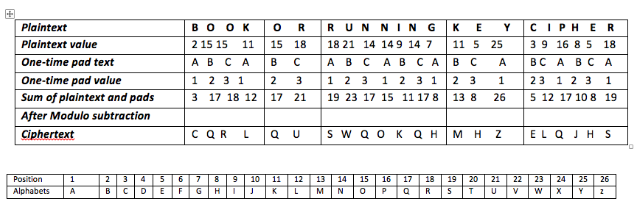 Plaintext B O O K O R R U N N I N G K E Y C I P H E R
Plaintext value 2 15 15 11 15 18 18 21 14 14 9 14 7 11 5 25 3 9 16 8 5 18
One-time pad text A B C A B C A B C A B C A B C A B C A B C A
One-time pad value 1 2 3 1 2 3 1 2 3 1 2 3 1 2 3 1 2 3 1 2 3 1
Sum of plaintext and pads 3 17 18 12 17 21 19 23 17 15 11 17 8 13 8 26 5 12 17 10 8 19
After Modulo subtraction
Ciphertext C Q R L Q U S W Q O K Q H M H Z E L Q J H S
Position 1 2 3 4 5 6 7 8 9 10 11 12 13 14 15 16 17 18 19 20 21 22 23 24 25 26
Alphabets A B C D E F G H I J K L M N O P Q R S T U V W X Y z